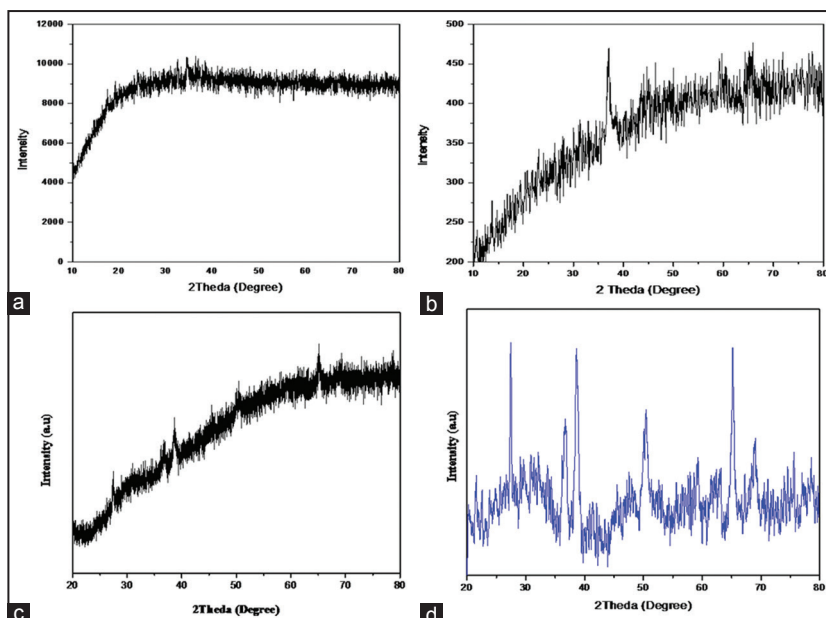 12000
10000
8000
6000
4000
2000
0
Intensity
10 20 30 40 50 60 70 80
2Theda (Degree)
a
500
450
400
350
300
250
200
Intensity
10 20 30 40 50 60 70 80
2 Theda (Degree)
b
Intensity (a.u)
20 30 40 50 60 70 80
2Theda (Degree)
c
Intensity (a.u)
20 30 40 50 60 70 80
2Theda (Degree)
d